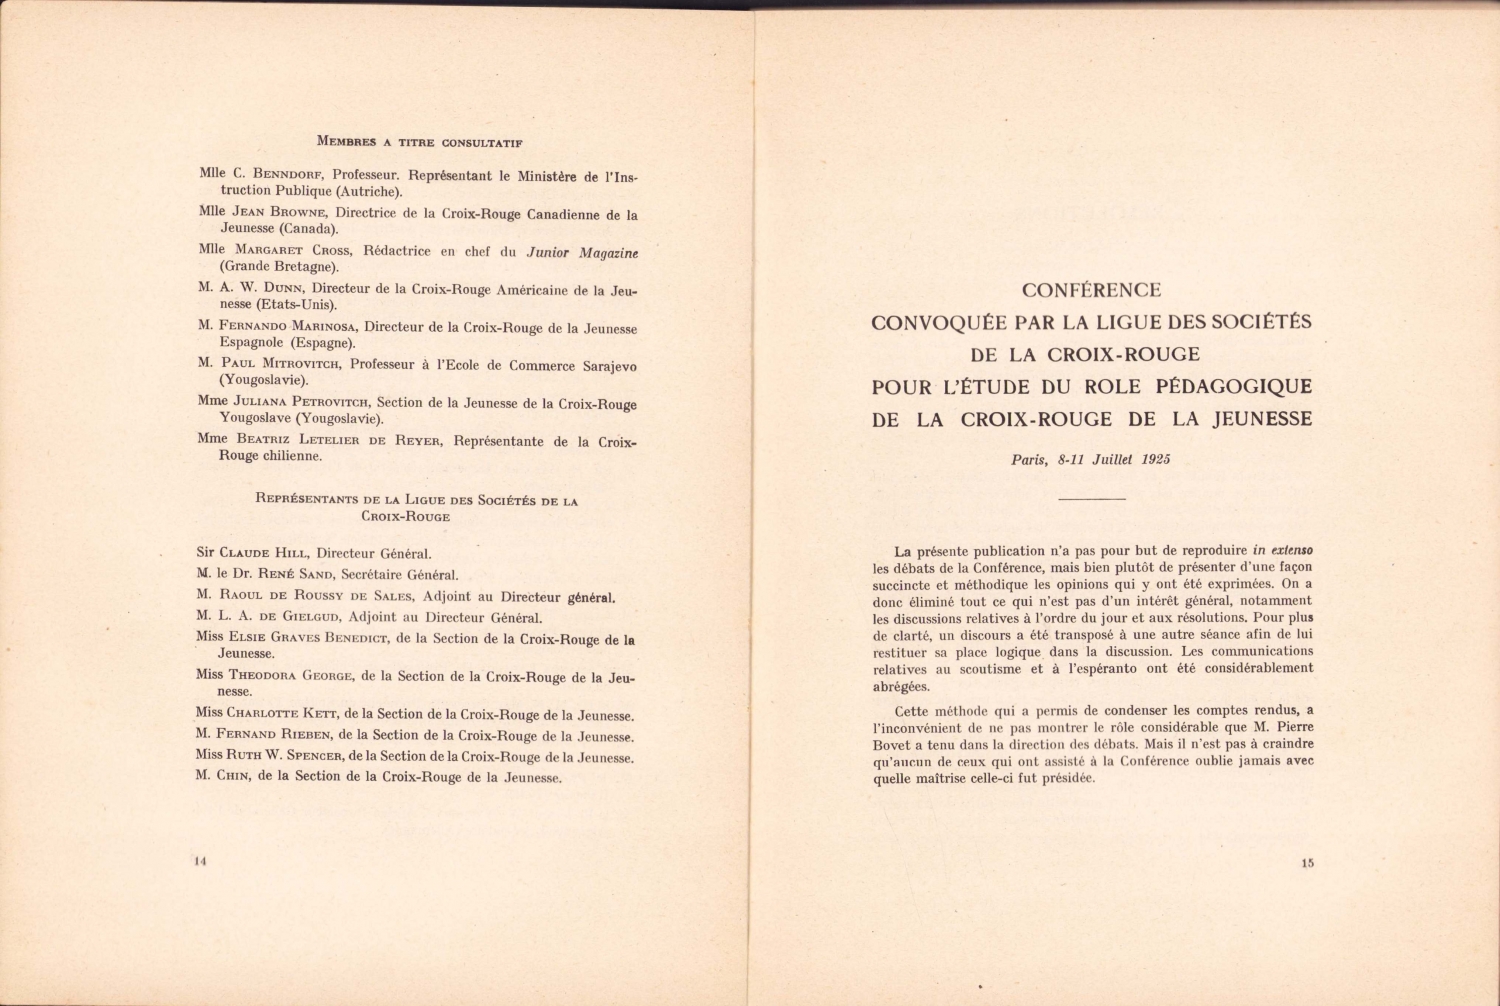 MEMBRES A TITRE CONSULTATIF
Mlle C. BENNDORF, Professeur. Représentant le Ministère de l'Ins-
truction Publique (Autriche).
Mlle JEAN BROWNE, Directrice de la Croix-Rouge Canadienne de la
Jeunesse (Canada).
Mlle MARGARET CROSS, Rédactrice en chef du Junior Magazine
(Grande Bretagne).
M. A. W. DUNN, Directeur de la Croix-Rouge Américaine de la Jeu-
nesse (Etats-Unis).
M. FERNANDO MARINOSA, Directeur de la Croix-Rouge de la Jeunesse
Espagnole (Espagne).
M. PAUL MITROVITCH, Professeur à l'Ecole de Commerce Sarajevo
(Yougoslavie).
Mme JULIANA PETROVITCH, Section de la Jeunesse de la Croix-Rouge
Yougoslave (Yougoslavie).
Mme BEATRIZ LETELIER DE REYER, Représentante de la Croix-
Rouge chilienne.
REPRÉSENTANTS DE LA LIGUE DES SOCIÉTÉS DE LA
CROIX-ROUGE
Sir CLAUDE HILL, Directeur Général.
M. le Dr. RENÉ SAND, Secrétaire Général.
M. RAOUL DE ROUSSY DE SALES, Adjoint au Directeur général.
M. L. A. DE GIELGUD, Adjoint au Directeur Général.
Miss ELSIE GRAVES BENEDICT, de la Section de la Croix-Rouge de la
Jeunesse.
Miss THEODORA GEORGE, de la Section de la Croix-Rouge de la Jeu-
nesse.
Miss CHARLOTTE KETT, de la Section de la Croix-Rouge de la Jeunesse.
M. FERNAND RIEBEN, de la Section de la Croix-Rouge de la Jeunesse.
Miss RUTH W. SPENCER, de la Section de la Croix-Rouge de la Jeunesse.
M. CHIN, de la Section de la Croix-Rouge de la Jeunesse.
14
CONFÉRENCE
CONVOQUÉE PAR LA LIGUE DES SOCIÉTÉS
DE LA CROIX-ROUGE
POUR L'ÉTUDE DU ROLE PÉDAGOGIQUE
DE LA CROIX-ROUGE DE LA JEUNESSE
Paris, 8-11 Juillet 1925
La présente publication n'a pas pour but de reproduire in extenso
les débats de la Conférence, mais bien plutôt de présenter d'une façon
succincte et méthodique les opinions qui y ont été exprimées. On a
donc éliminé tout ce qui n'est pas d'un intérêt général, notamment
les discussions relatives à l'ordre du jour et aux résolutions. Pour plus
de clarté, un discours a été transposé à une autre séance afin de lui
restituer sa place logique dans la discussion. Les communications
relatives au scoutisme et à l'espéranto ont été considérablement
abrégées.
Cette méthode qui a permis de condenser les comptes rendus, a
l'inconvénient de ne pas montrer le rôle considérable que M. Pierre
Bovet a tenu dans la direction des débats. Mais il n'est pas à craindre
qu'aucun de ceux qui ont assisté à la Conférence oublie jamais avec
quelle maîtrise celle-ci fut présidée.
15